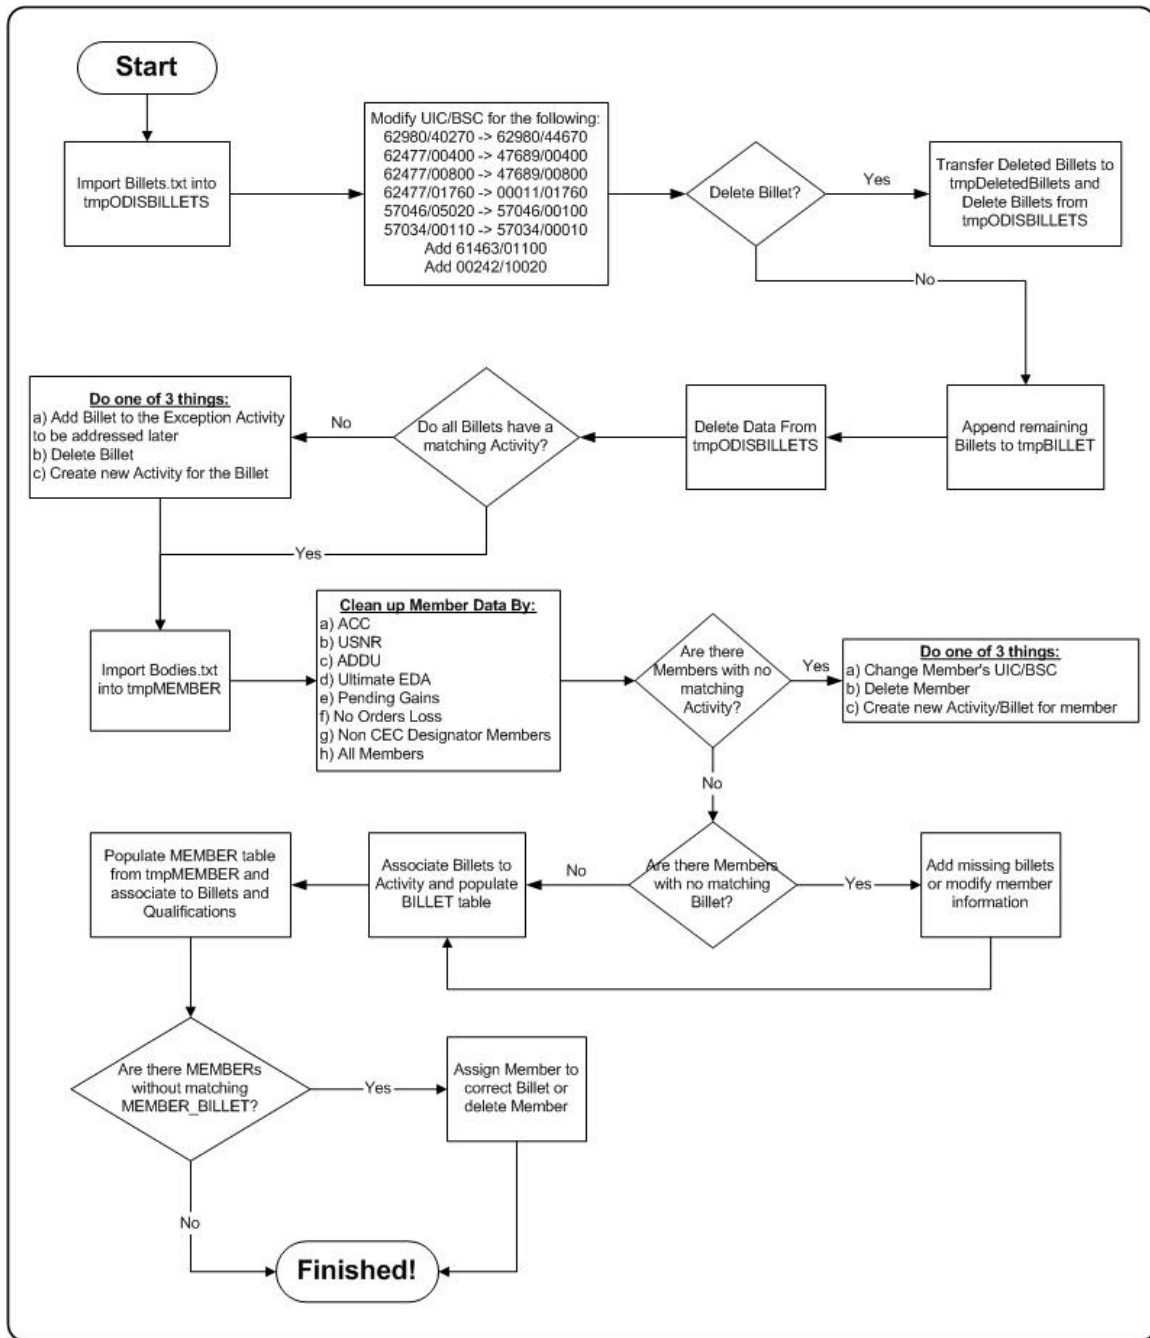 Start
Import Billets.txt into
tmpODISBILLETS
Modify UIC/BSC for the following:
62980/40270 -> 62980/44670
62477/00400 -> 47689/00400
62477/00800 -> 47689/00800
62477/01760 -> 00011/01760
57046/05020 -> 57046/00100
57034/00110 -> 57034/00010
Add 61463/01100
Add 00242/10020
Delete Billet?
Yes
Transfer Deleted Billets to
tmpDeletedBillets and
Delete Billets from
tmpODISBILLETS
No
Do one of 3 things:
a) Add Billet to the Exception Activity
to be addressed later
b) Delete Billet
c) Create new Activity for the Billet
No
Do all Billets have a
matching Activity?
Delete Data From
tmpODISBILLETS
Append remaining
Billets to tmpBILLET
Yes
Import Bodies.txt
into tmpMEMBER
Clean up Member Data By:
a) ACC
b) USNR
c) ADDU
d) Ultimate EDA
e) Pending Gains
f) No Orders Loss
g) Non CEC Designator Members
h) All Members
Are there
Members with no
matching
Activity?
Yes
Do one of 3 things:
a) Change Member's UIC/BSC
b) Delete Member
c) Create new Activity/Billet for member
No
Populate MEMBER table
from tmpMEMBER and
associate to Billets and
Qualifications
Associate Billets to
Activity and populate
BILLET table
No
Are there Members
with no matching
Billet?
Yes
Add missing billets
or modify member
information
Are there MEMBERs
without matching
MEMBER_BILLET?
Yes
Assign Member to
correct Billet or
delete Member
No
Finished!